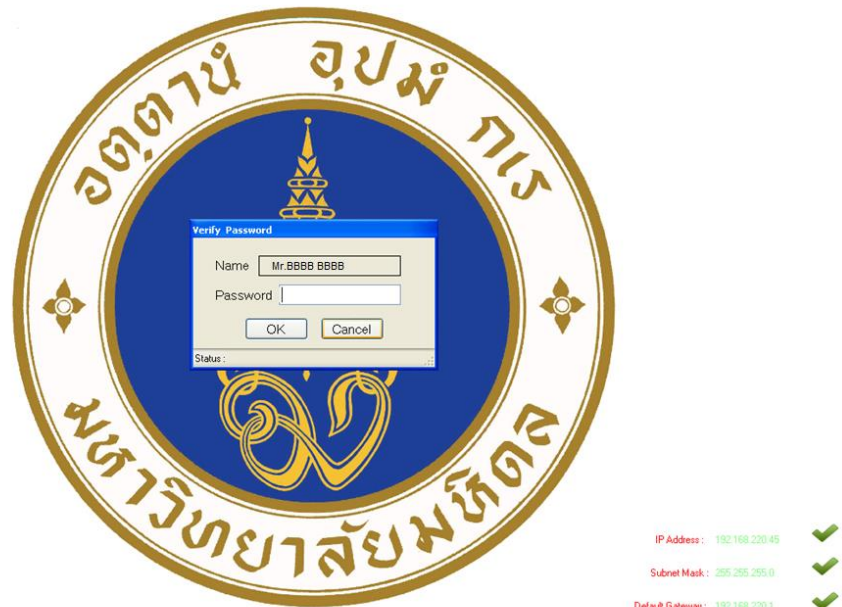 อตฺตานํ อุปมํ กเร
Verify Password
Name Mr.BBBB BBBB
Password
OK Cancel
Status :
มหาวิทยาลัยมหิดล
IP Address : 192.168.220.45
Subnet Mask : 255.255.255.0
Default Gateway : 192.168.220.1